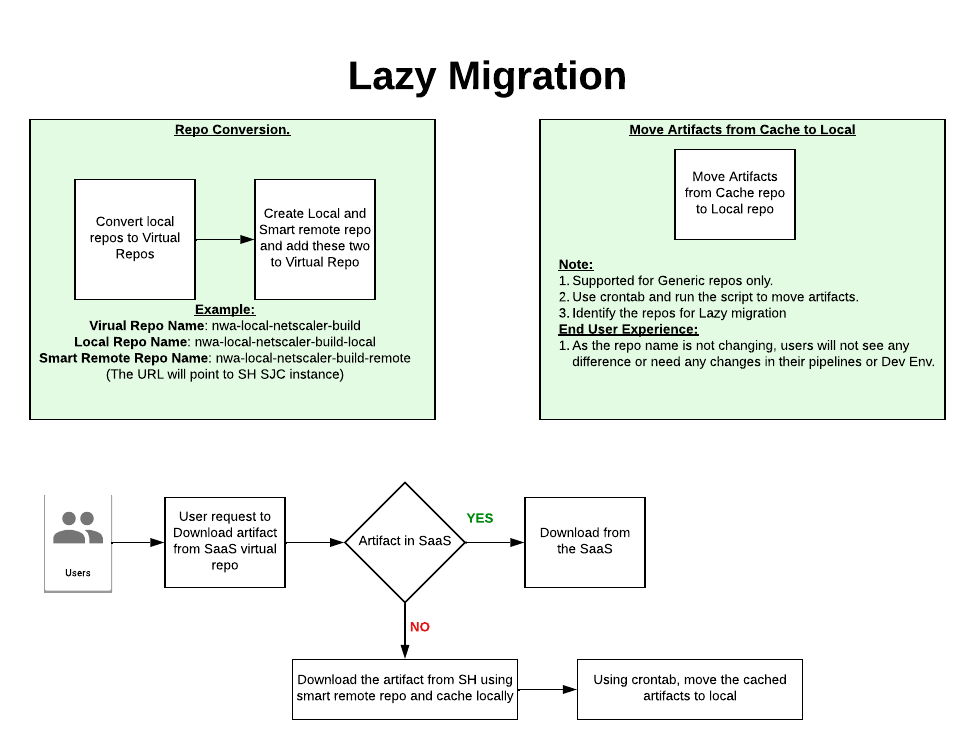 Lazy Migration
Repo Conversion.
Convert local
repos to Virtual
Repos
Create Local and
Smart remote repo
and add these two
to Virtual Repo
Example:
Virual Repo Name: nwa-local-netscaler-build
Local Repo Name: nwa-local-netscaler-build-local
Smart Remote Repo Name: nwa-local-netscaler-build-remote
(The URL will point to SH SJC instance)
Move Artifacts from Cache to Local
Move Artifacts
from Cache repo
to Local repo
Note:
1. Supported for Generic repos only.
2. Use crontab and run the script to move artifacts.
3. Identify the repos for Lazy migration
End User Experience:
1. As the repo name is not changing, users will not see any
difference or need any changes in their pipelines or Dev Env.
Users
User request to
Download artifact
from SaaS virtual
repo
Artifact in SaaS
YES
Download from
the SaaS
NO
Download the artifact from SH using
smart remote repo and cache locally
Using crontab, move the cached
artifacts to local